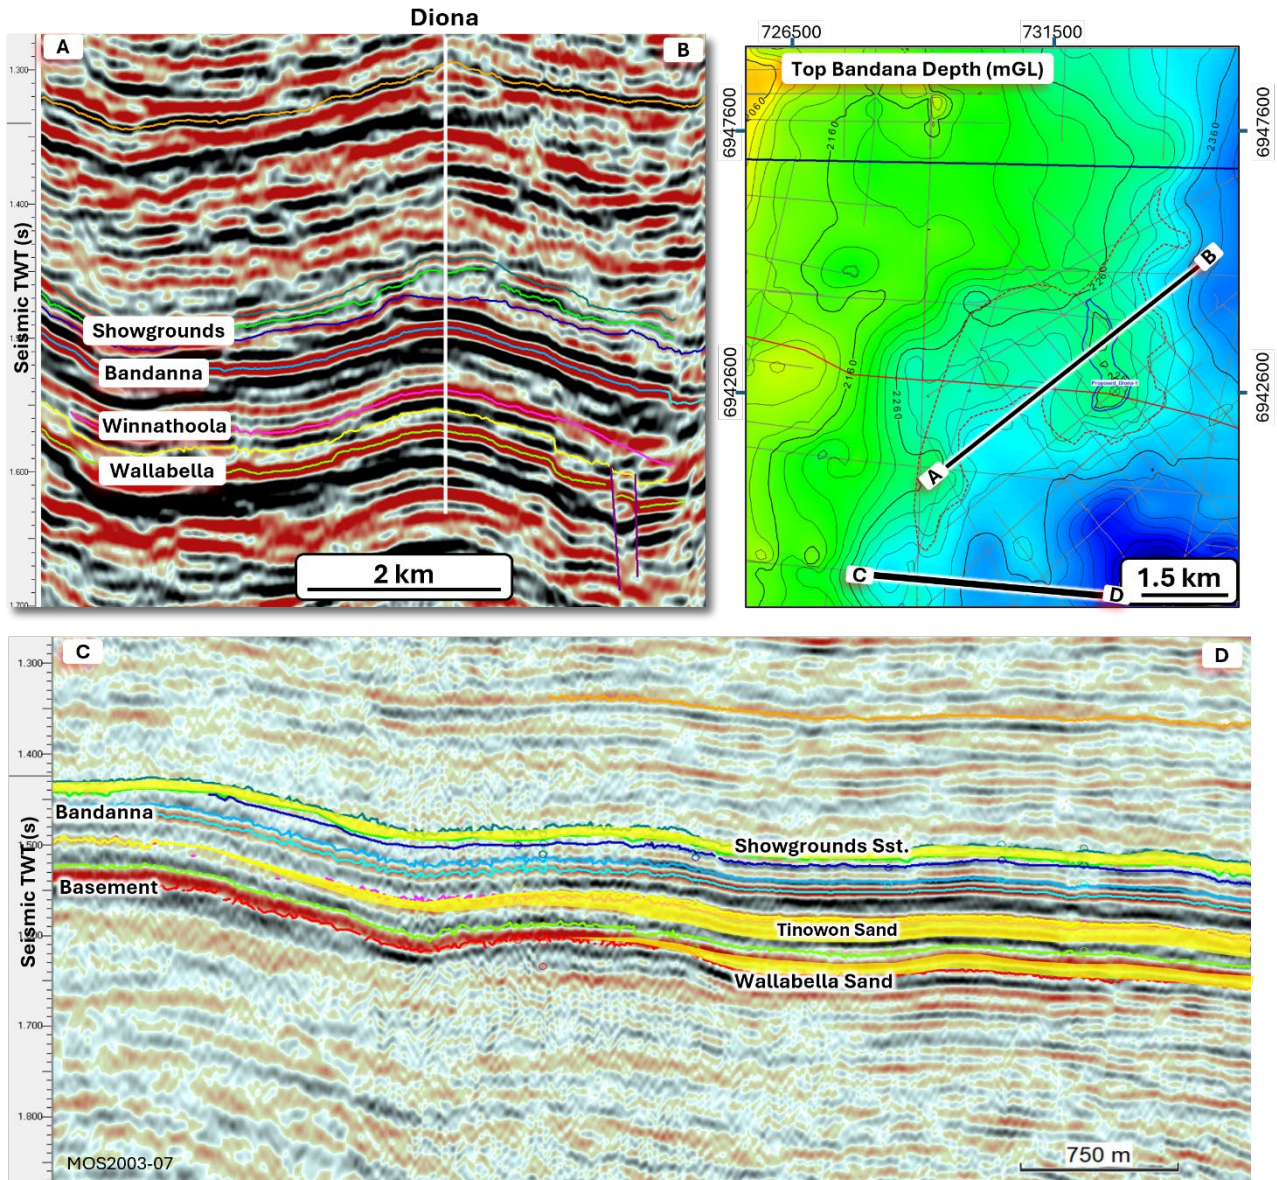 Diona
A
B
1.300
1.400
1.600
1.700
Seismic TWT (s)
Showgrounds
Bandanna
Winnathoola
Wallabella
2 km
726500
731500
Top Bandana Depth (mGL)
6947600
6942600
6947600
6942600
2160
2360
2260
2160
2260
Proposed_Diona-1
A
B
C
D
1.5 km
C
D
1.300
1.400
1.700
1.800
Seismic TWT (s)
Bandanna
Basement
Showgrounds Sst.
Tinowon Sand
Wallabella Sand
MOS2003-07
750 m